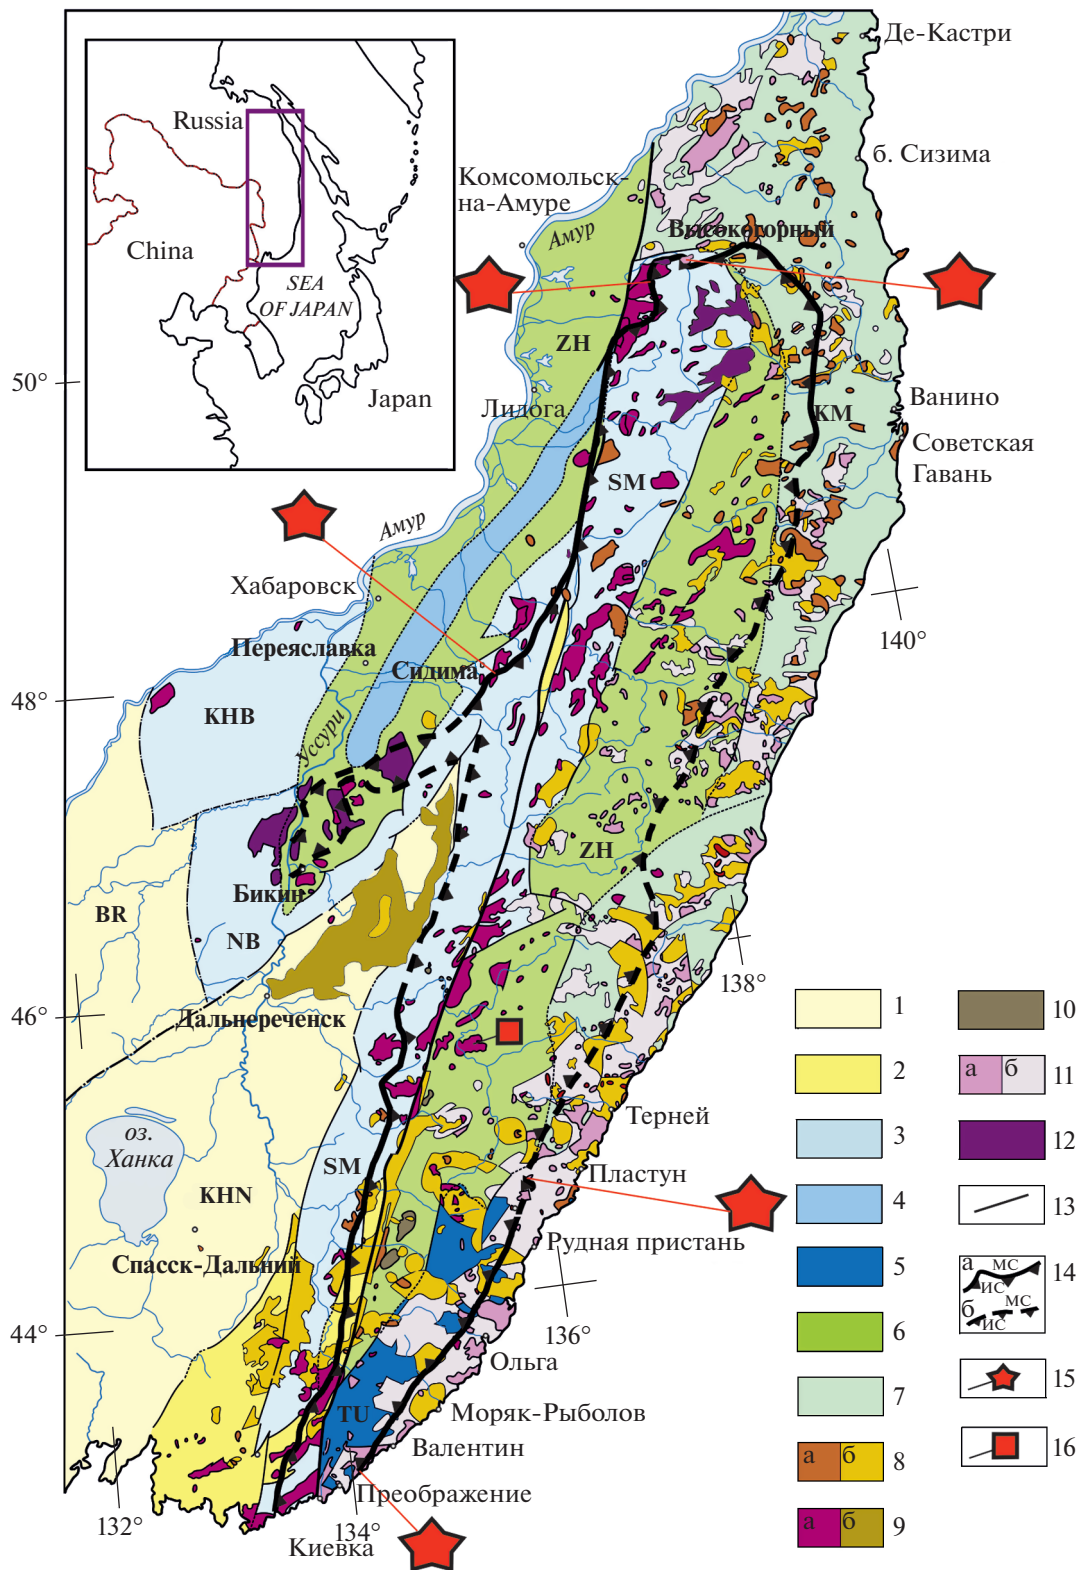 Де-Кастри
Russia
б. Сизима
Комсомольск-
на-Амуре
Высокогорный
Амур
China
SEA
OF JAPAN
ZH
50°
Japan
Лидога
Ванино
KM
Советская
Гавань
SM
Амур
Хабаровск
140°
Переяславка
Сидима
48°
KHB
Уссури
ZH
Бикин
BR
NB
138°
46°
Дальнереченск
1
10
2
а
б
11
Терней
оз.
Ханка
3
12
SM
Пластун
KHN
4
13
Рудная пристань
Спасск-Дальний
5
а
МС
ИС
б
МС
ИС
14
44°
136°
6
Ольга
7
15
TU
Моряк-Рыболов
Валентин
а
б
8
16
Преображение
132°
134°
Киевка
а
б
9